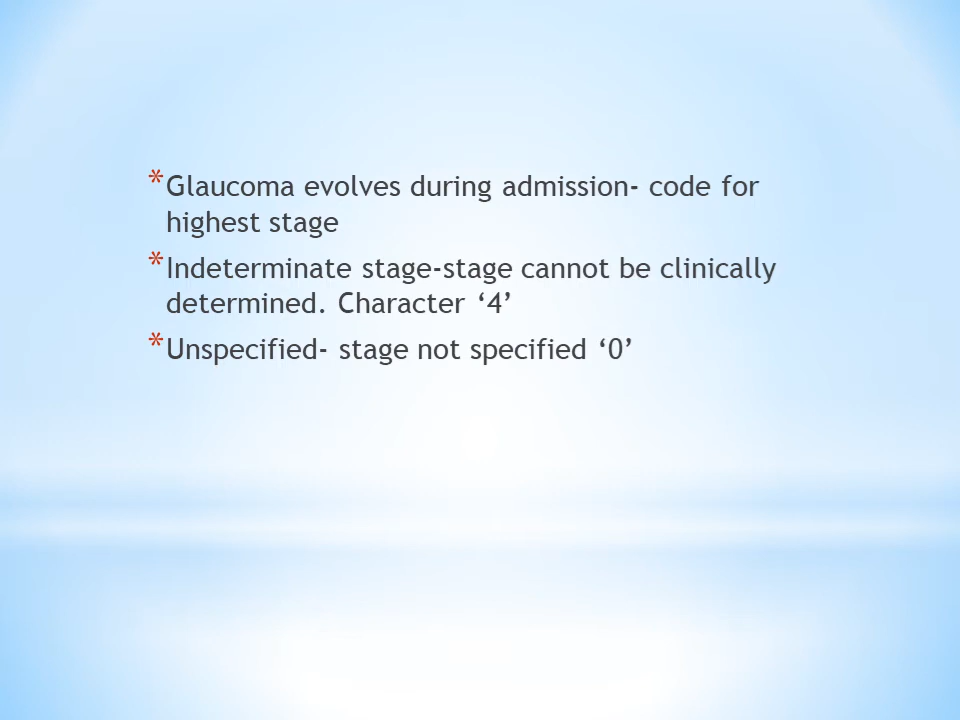 * Glaucoma evolves during admission- code for
highest stage
* Indeterminate stage-stage cannot be clinically
determined. Character ‘4’
* Unspecified- stage not specified ‘0’